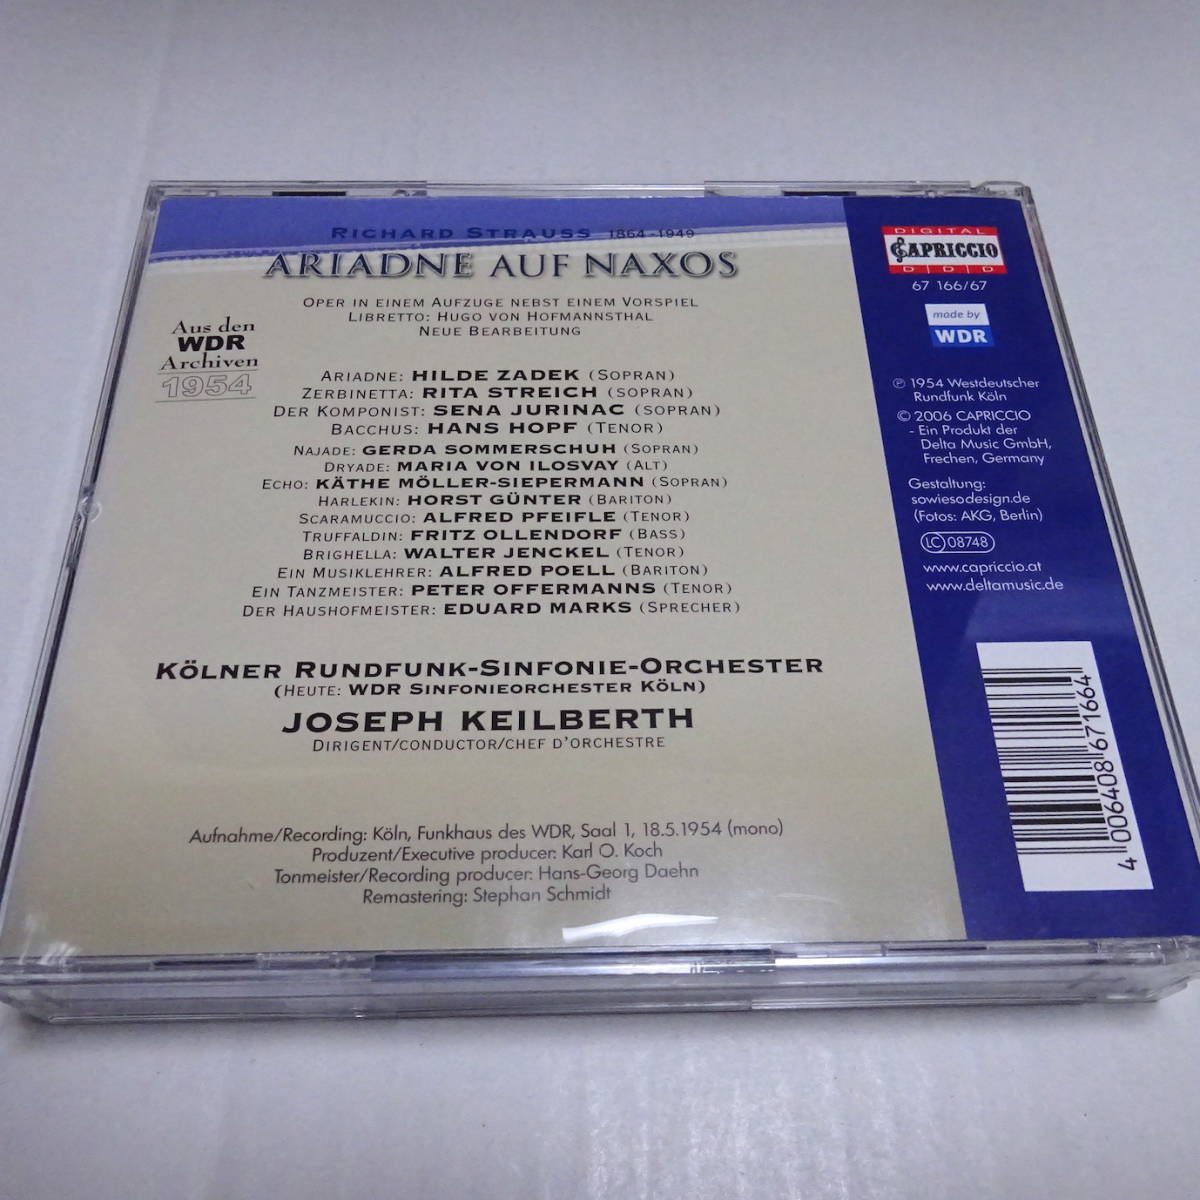 RICHARD STRAUSS 1864-1949
ARIADNE AUF NAXOS
OPER IN EINEM AUFZUGE NEBST EINEM VORSPIEL
LIBRETTO: HUGO VON HOFMANNSTHAL
NEUE BEARBEITUNG
Aus den
WDR
Archiven
1954
ARIADNE: HILDE ZADEK (SOPRAN)
ZERBINETTA: RITA STREICH (SOPRAN)
DER KOMPONIST: SENA JURINAC (SOPRAN)
BACCHUS: HANS HOPF (TENOR)
NAJADE: GERDA SOMMERSCHUH (SOPRAN)
DRYADE: MARIA VON ILOSVAY (ALT)
ECHO: KÄTHE MÖLLER-SIEPERMANN (SOPRAN)
HARLEKIN: HORST GÜNTER (BARITON)
SCARAMUCCIO: ALFRED PFEIFLE (TENOR)
TRUFFALDIN: FRITZ OLLENDORF (BASS)
BRIGHELLA: WALTER JENCKEL (TENOR)
EIN MUSIKLEHRER: ALFRED POELL (BARITON)
EIN TANZMEISTER: PETER OFFERMANNS (TENOR)
DER HAUSHOFMEISTER: EDUARD MARKS (SPRECHER)
KÖLNER RUNDFUNK-SINFONIE-ORCHESTER
(HEUTE: WDR SINFONIEORCHESTER KÖLN)
JOSEPH KEILBERTH
DIRIGENT/CONDUCTOR/CHEF D'ORCHESTRE
Aufnahme/Recording: Köln, Funkhaus des WDR, Saal 1, 18.5.1954 (mono)
Produzent/Executive producer: Karl O. Koch
Tonmeister/Recording producer: Hans-Georg Daehn
Remastering: Stephan Schmidt
DIGITAL
CAPRICCIO
D D D
67 166/67
made by
WDR
℗ 1954 Westdeutscher
Rundfunk Köln
© 2006 CAPRICCIO
- Ein Produkt der
Delta Music GmbH,
Frechen, Germany
Gestaltung:
sowiesodesign.de
(Fotos: AKG, Berlin)
LC 08748
www.capriccio.at
www.deltamusic.de
4 006408 671664